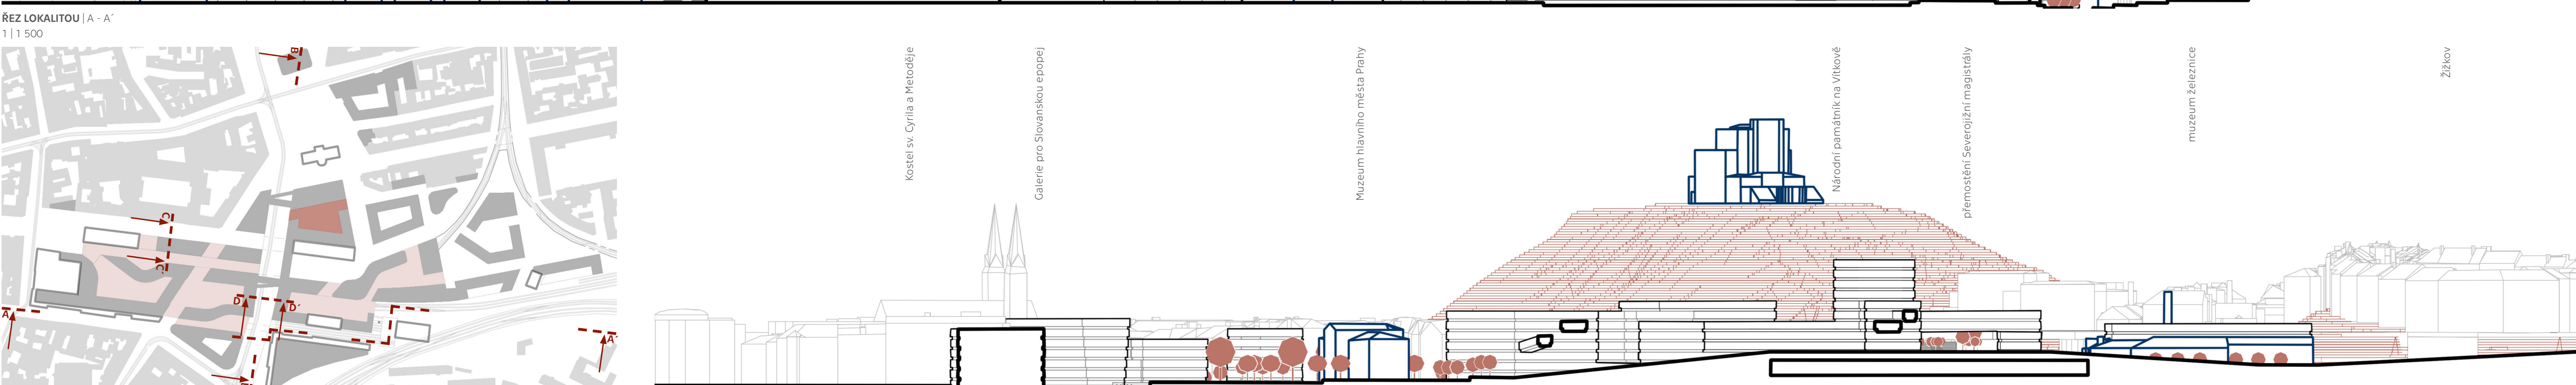 ŘEZ LOKALITOU | A - A´
1 | 1 500
Kostel sv. Cyrila a Metoděje
Galerie pro Slovanskou epopej
Muzeum hlavního města Prahy
Národní památník na Vítkově
přemostění Severojižní magistrály
muzeum železnice
Žižkov
B
C
C´
D
D´
A
A´